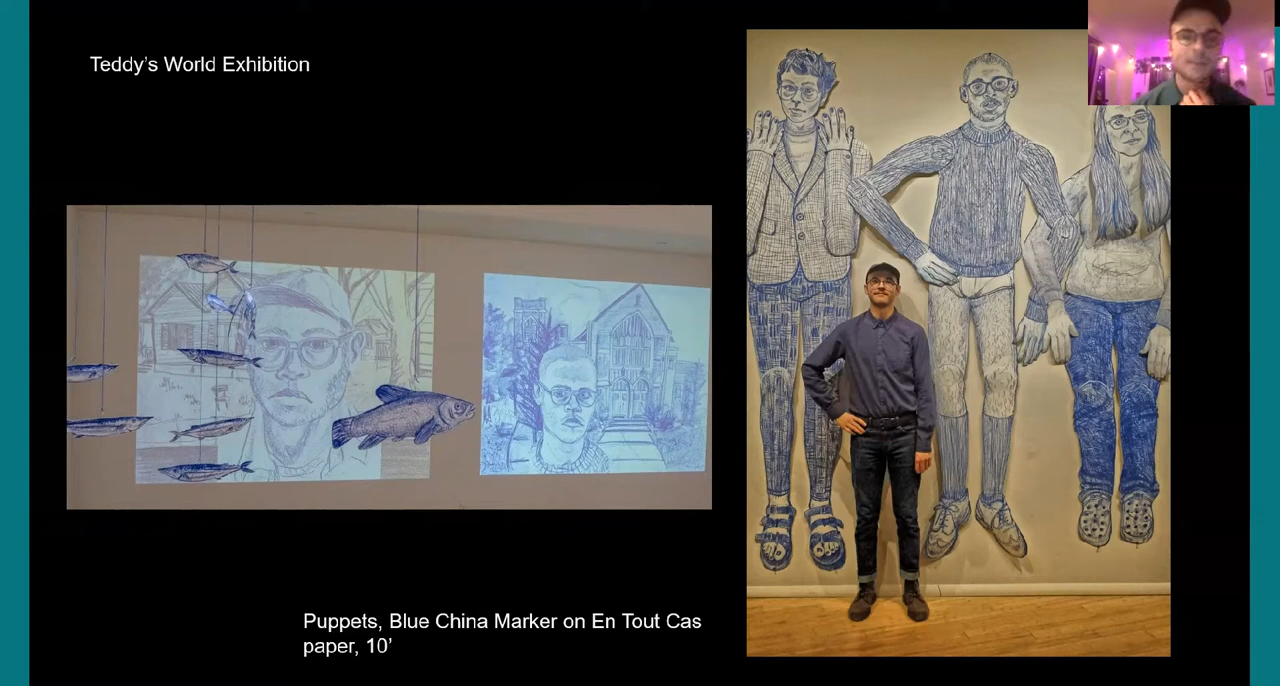 Teddy’s World Exhibition
Puppets, Blue China Marker on En Tout Cas
paper, 10’